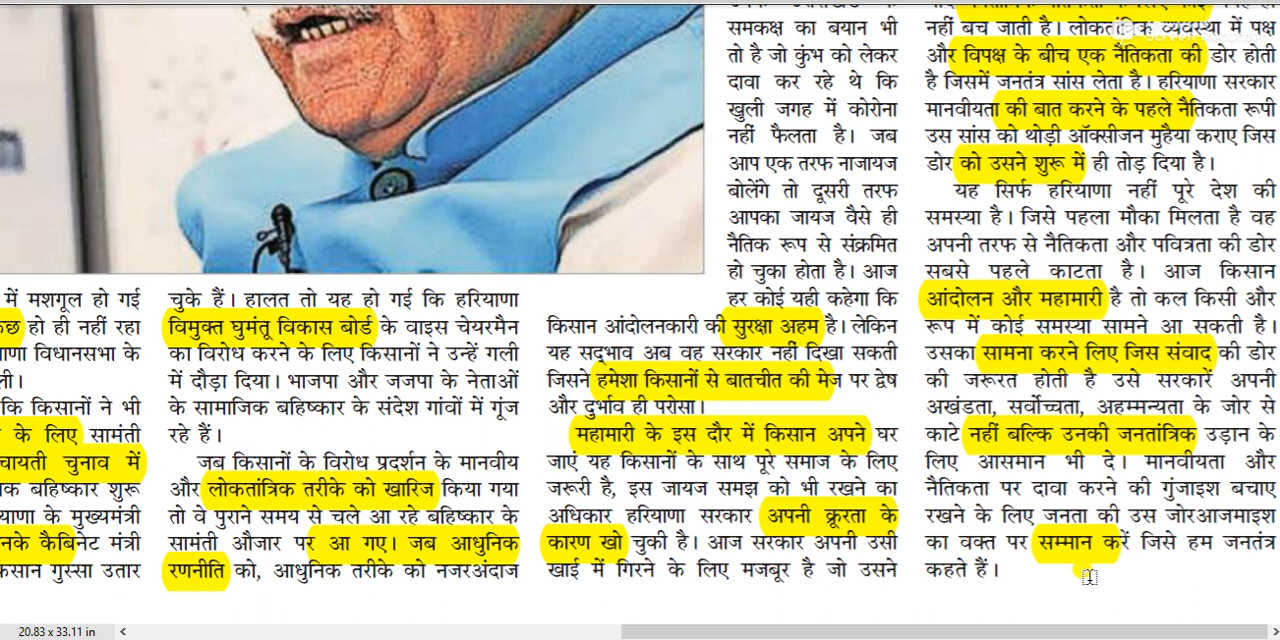 में मशगूल हो गई
हो ही नहीं रहा
विधानसभा के
कि किसानों ने भी
के लिए सामंती
चुनाव में
बहिष्कार शुरू
के मुख्यमंत्री
कैबिनेट मंत्री
गुस्सा उतार
चुके हैं। हालत तो यह हो गई कि हरियाणा
विमुक्त घुमंतू विकास बोर्ड के वाइस चेयरमैन
का विरोध करने के लिए किसानों ने उन्हें गली
में दौड़ा दिया। भाजपा और जजपा के नेताओं
के सामाजिक बहिष्कार के संदेश गांवों में गूंज
रहे हैं।
जब किसानों के विरोध प्रदर्शन के मानवीय
और लोकतांत्रिक तरीके को खारिज किया गया
तो वे पुराने समय से चले आ रहे बहिष्कार के
सामंती औजार पर आ गए। जब आधुनिक
रणनीति को, आधुनिक तरीके को नजरअंदाज
समकक्ष का बयान भी
तो है जो कुंभ को लेकर
दावा कर रहे थे कि
खुली जगह में कोरोना
नहीं फैलता है। जब
आप एक तरफ नाजायज
बोलेंगे तो दूसरी तरफ
आपका जायज वैसे ही
नैतिक रूप से संक्रमित
हो चुका होता है। आज
हर कोई यही कहेगा कि
किसान आंदोलनकारी की सुरक्षा अहम है। लेकिन
यह सद्भाव अब वह सरकार नहीं दिखा सकती
जिसने हमेशा किसानों से बातचीत की मेज पर द्वेष
और दुर्भाव ही परोसा।
महामारी के इस दौर में किसान अपने घर
जाएं यह किसानों के साथ पूरे समाज के लिए
जरूरी है, इस जायज समझ को भी रखने का
अधिकार हरियाणा सरकार अपनी क्रूरता के
कारण खो चुकी है। आज सरकार अपनी उसी
खाई में गिरने के लिए मजबूर है जो उसने
नहीं बच जाती है। लोकतांत्रिक व्यवस्था में पक्ष
और विपक्ष के बीच एक नैतिकता की डोर होती
है जिसमें जनतंत्र सांस लेता है। हरियाणा सरकार
मानवीयता की बात करने के पहले नैतिकता रूपी
उस सांस को थोड़ी ऑक्सीजन मुहैया कराए जिस
डोर को उसने शुरू में ही तोड़ दिया है।
यह सिर्फ हरियाणा नहीं पूरे देश की
समस्या है। जिसे पहला मौका मिलता है वह
अपनी तरफ से नैतिकता और पवित्रता की डोर
सबसे पहले काटता है। आज किसान
आंदोलन और महामारी है तो कल किसी और
रूप में कोई समस्या सामने आ सकती है।
उसका सामना करने लिए जिस संवाद की डोर
की जरूरत होती है उसे सरकारें अपनी
अखंडता, सर्वोच्चता, अहम्मन्यता के जोर से
काटे नहीं बल्कि उनकी जनतांत्रिक उड़ान के
लिए आसमान भी दे। मानवीयता और
नैतिकता पर दावा करने की गुंजाइश बचाए
रखने के लिए जनता की उस जोरआजमाइश
का वक्त पर सम्मान करें जिसे हम जनतंत्र
कहते हैं।
20.83 x 33.11 in